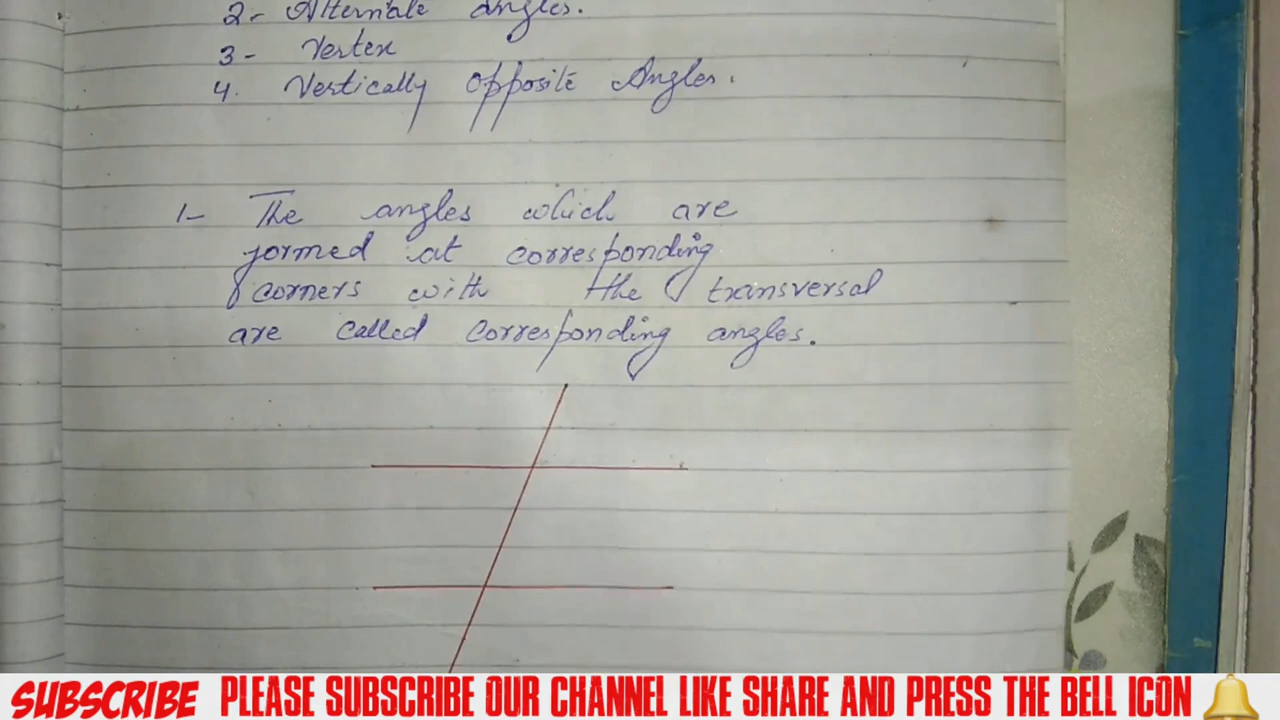 2- Alternate angles.
3- Vertex
4. Vertically Opposite Angles.
1- The angles which are
formed at corresponding
corners with the transversal
are called corresponding angles.
SUBSCRIBE PLEASE SUBSCRIBE OUR CHANNEL LIKE SHARE AND PRESS THE BELL ICON